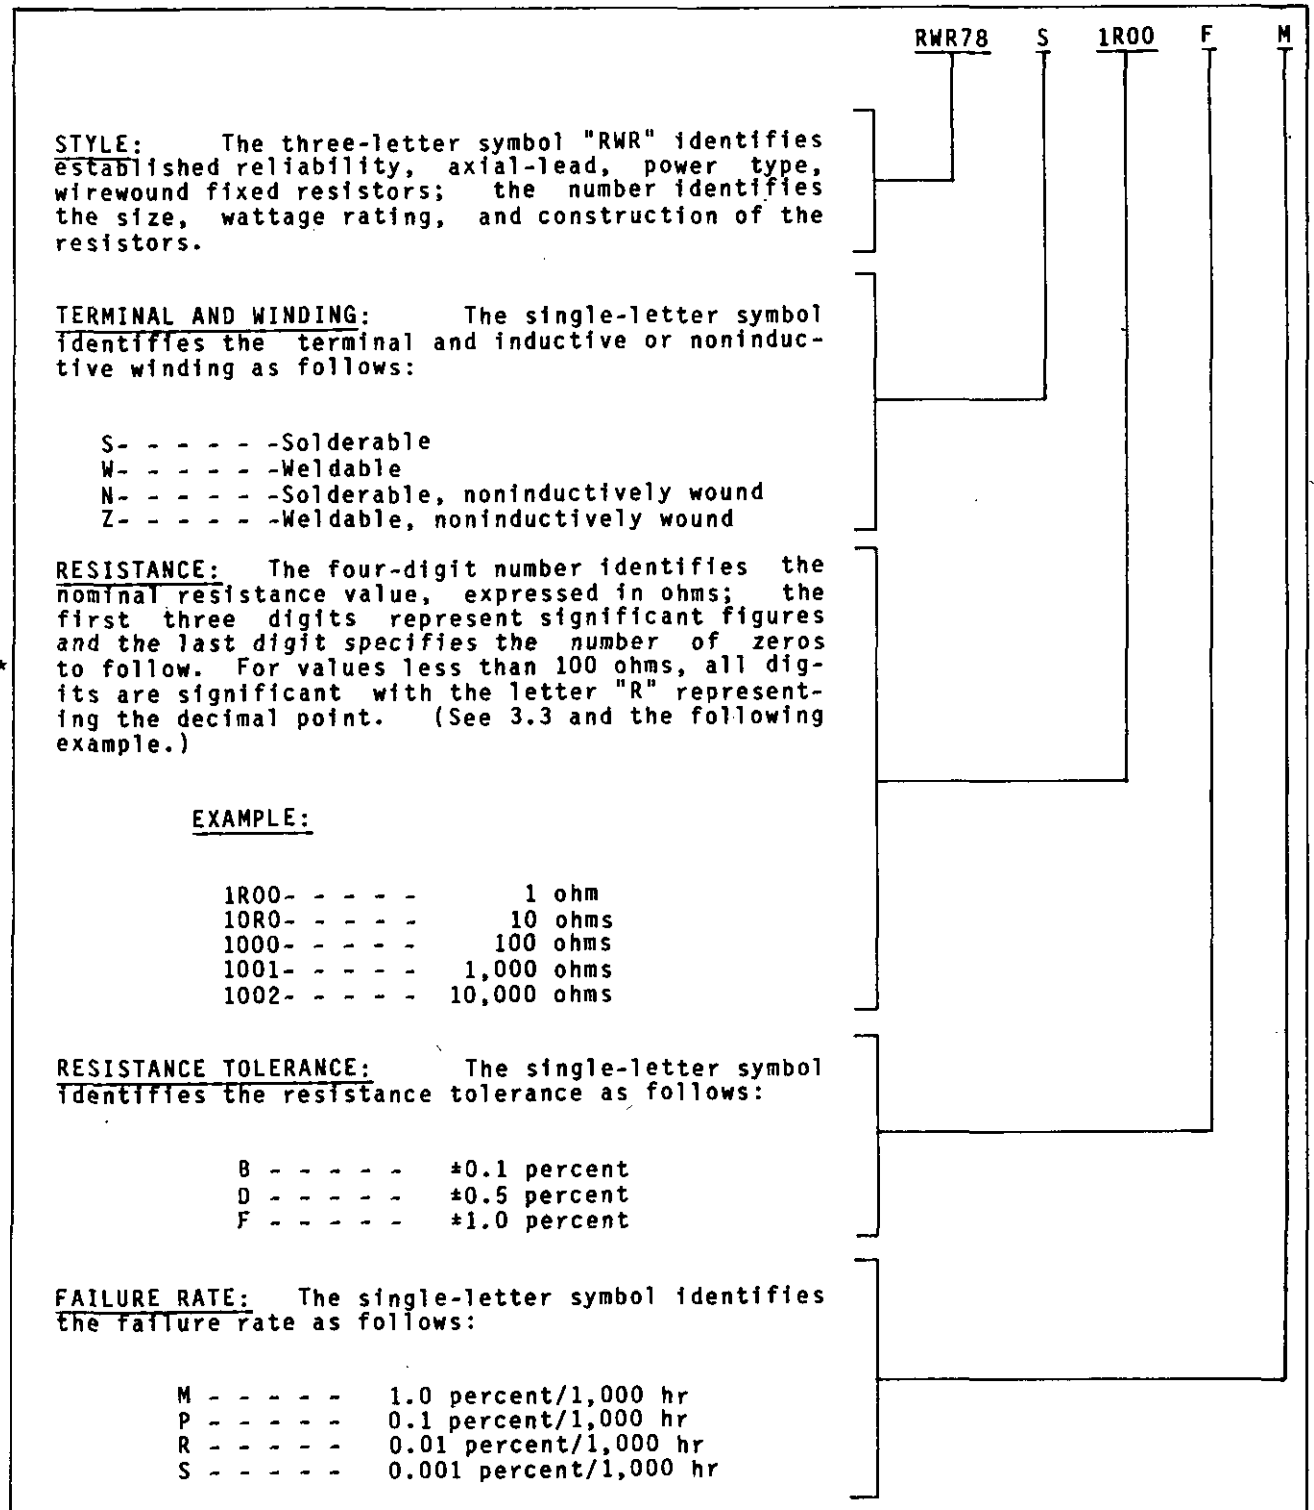 RWR78 S 1R00 F M
STYLE: The three-letter symbol "RWR" identifies
established reliability, axial-lead, power type,
wirewound fixed resistors; the number identifies
the size, wattage rating, and construction of the
resistors.
TERMINAL AND WINDING: The single-letter symbol
identifies the terminal and inductive or noninduc-
tive winding as follows:
S- - - - - -Solderable
W- - - - - -Weldable
N- - - - - -Solderable, noninductively wound
Z- - - - - -Weldable, noninductively wound
RESISTANCE: The four-digit number identifies the
nominal resistance value, expressed in ohms; the
first three digits represent significant figures
and the last digit specifies the number of zeros
* to follow. For values less than 100 ohms, all dig-
its are significant with the letter "R" represent-
ing the decimal point. (See 3.3 and the following
example.)
EXAMPLE:
1R00- - - - - 1 ohm
10R0- - - - - 10 ohms
1000- - - - - 100 ohms
1001- - - - - 1,000 ohms
1002- - - - - 10,000 ohms
RESISTANCE TOLERANCE: The single-letter symbol
identifies the resistance tolerance as follows:
B - - - - - ±0.1 percent
D - - - - - ±0.5 percent
F - - - - - ±1.0 percent
FAILURE RATE: The single-letter symbol identifies
the failure rate as follows:
M - - - - - 1.0 percent/1,000 hr
P - - - - - 0.1 percent/1,000 hr
R - - - - - 0.01 percent/1,000 hr
S - - - - - 0.001 percent/1,000 hr